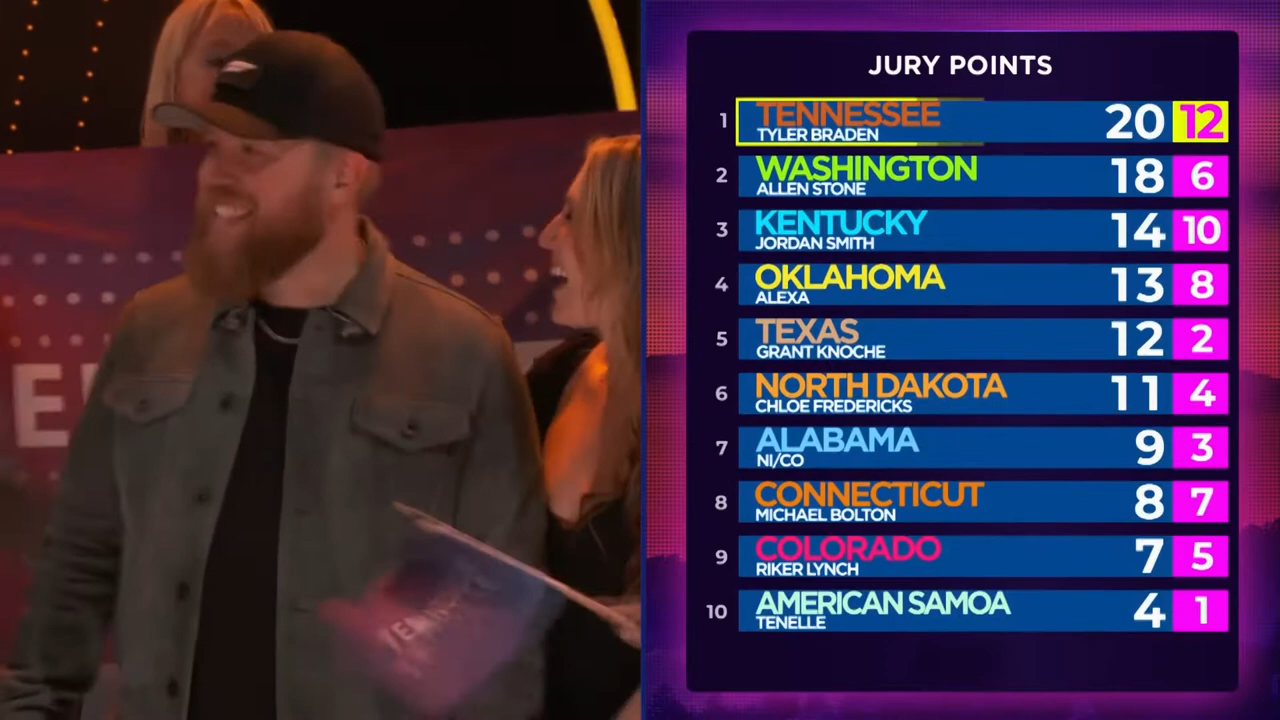 JURY POINTS
1 TENNESSEE 20 12
TYLER BRADEN
2 WASHINGTON 18 6
ALLEN STONE
3 KENTUCKY 14 10
JORDAN SMITH
4 OKLAHOMA 13 8
ALEXA
5 TEXAS 12 2
GRANT KNOCHE
6 NORTH DAKOTA 11 4
CHLOE FREDERICKS
7 ALABAMA 9 3
NI/CO
8 CONNECTICUT 8 7
MICHAEL BOLTON
9 COLORADO 7 5
RIKER LYNCH
10 AMERICAN SAMOA 4 1
TENELLE